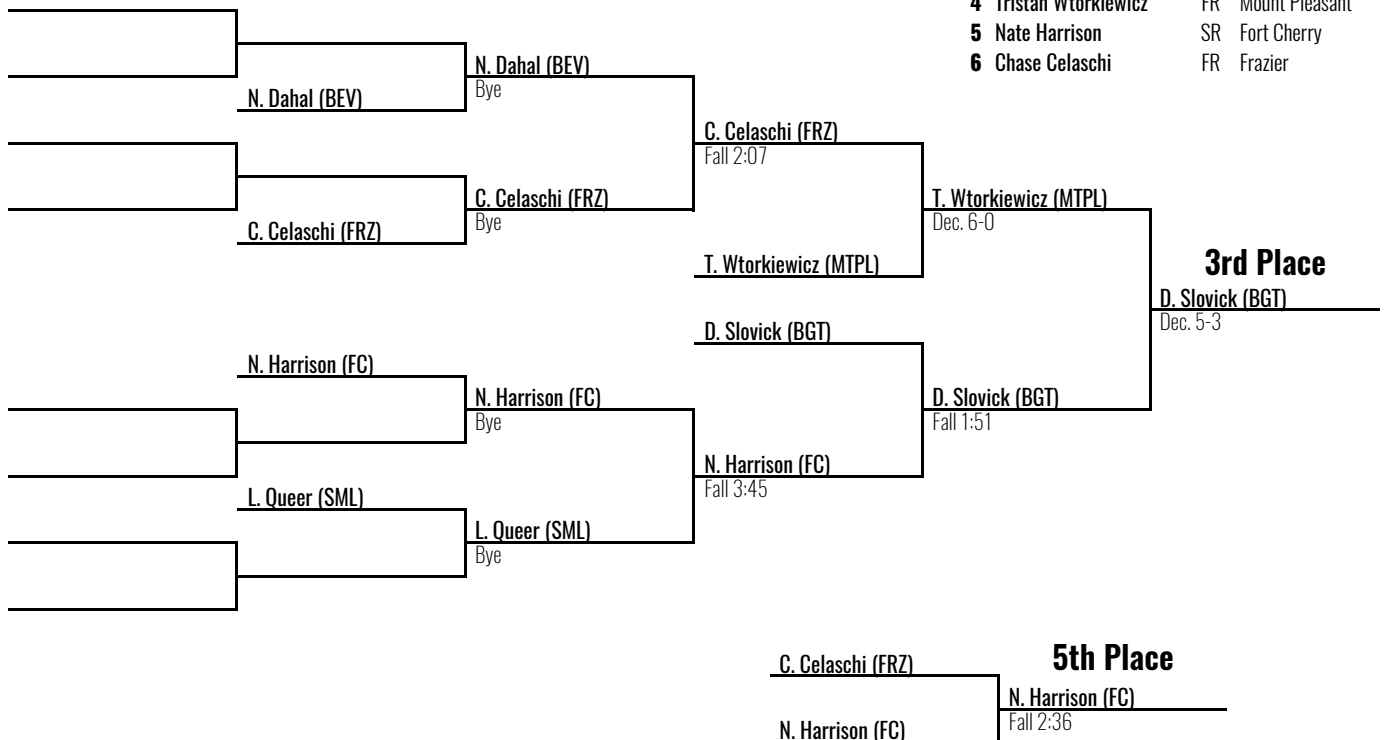 4 Tristan Wtorkiewicz FR Mount Pleasant
5 Nate Harrison SR Fort Cherry
6 Chase Celaschi FR Frazier
N. Dahal (BEV)
Bye
N. Dahal (BEV)
C. Celaschi (FRZ)
Fall 2:07
C. Celaschi (FRZ)
Bye
C. Celaschi (FRZ)
T. Wtorkiewicz (MTPL)
Dec. 6-0
T. Wtorkiewicz (MTPL)
3rd Place
D. Slovick (BGT)
Dec. 5-3
D. Slovick (BGT)
N. Harrison (FC)
N. Harrison (FC)
Bye
D. Slovick (BGT)
Fall 1:51
N. Harrison (FC)
Fall 3:45
L. Queer (SML)
L. Queer (SML)
Bye
5th Place
C. Celaschi (FRZ)
N. Harrison (FC)
Fall 2:36
N. Harrison (FC)